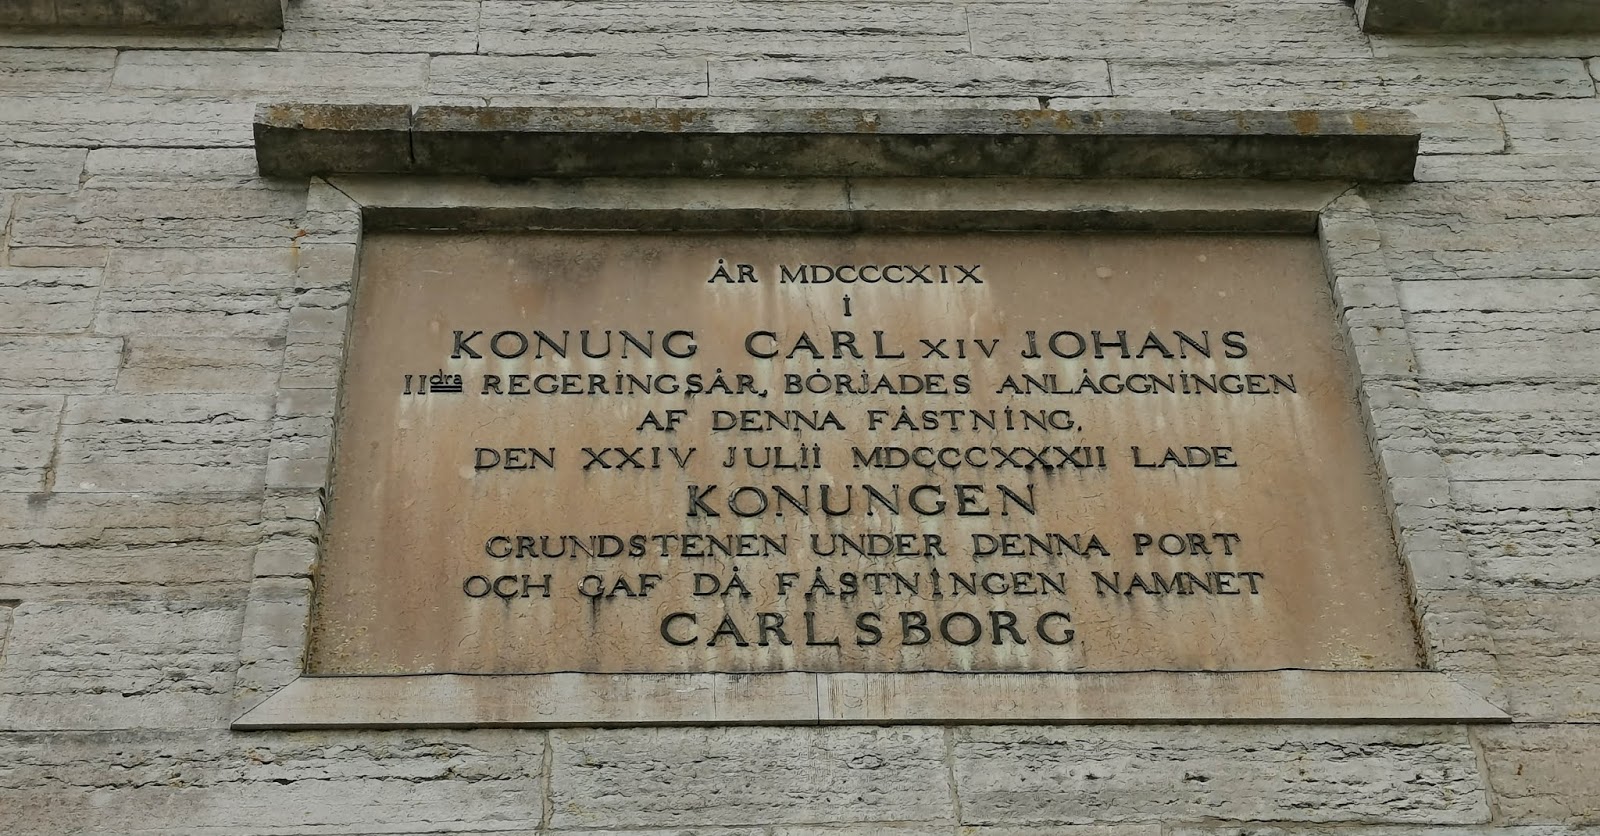 ÅR MDCCCXIX
i
KONUNG CARL XIV JOHANS
IIdra REGERINGSÅR, BÖRJADES ANLÄGGNINGEN
AF DENNA FÄSTNING,
DEN XXIV JULII MDCCCXXXII LADE
KONUNGEN
GRUNDSTENEN UNDER DENNA PORT
OCH GAF DÅ FÄSTNINGEN NAMNET
CARLSBORG